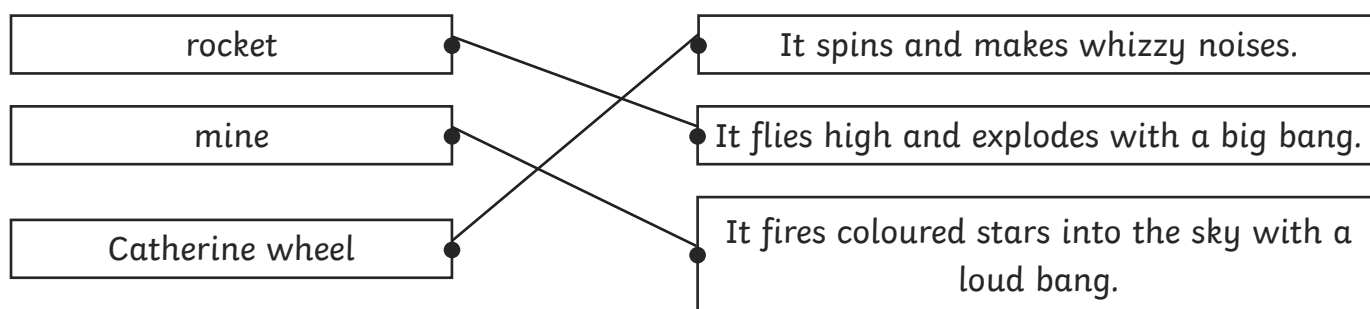 rocket
It spins and makes whizzy noises.
mine
It flies high and explodes with a big bang.
Catherine wheel
It fires coloured stars into the sky with a
loud bang.